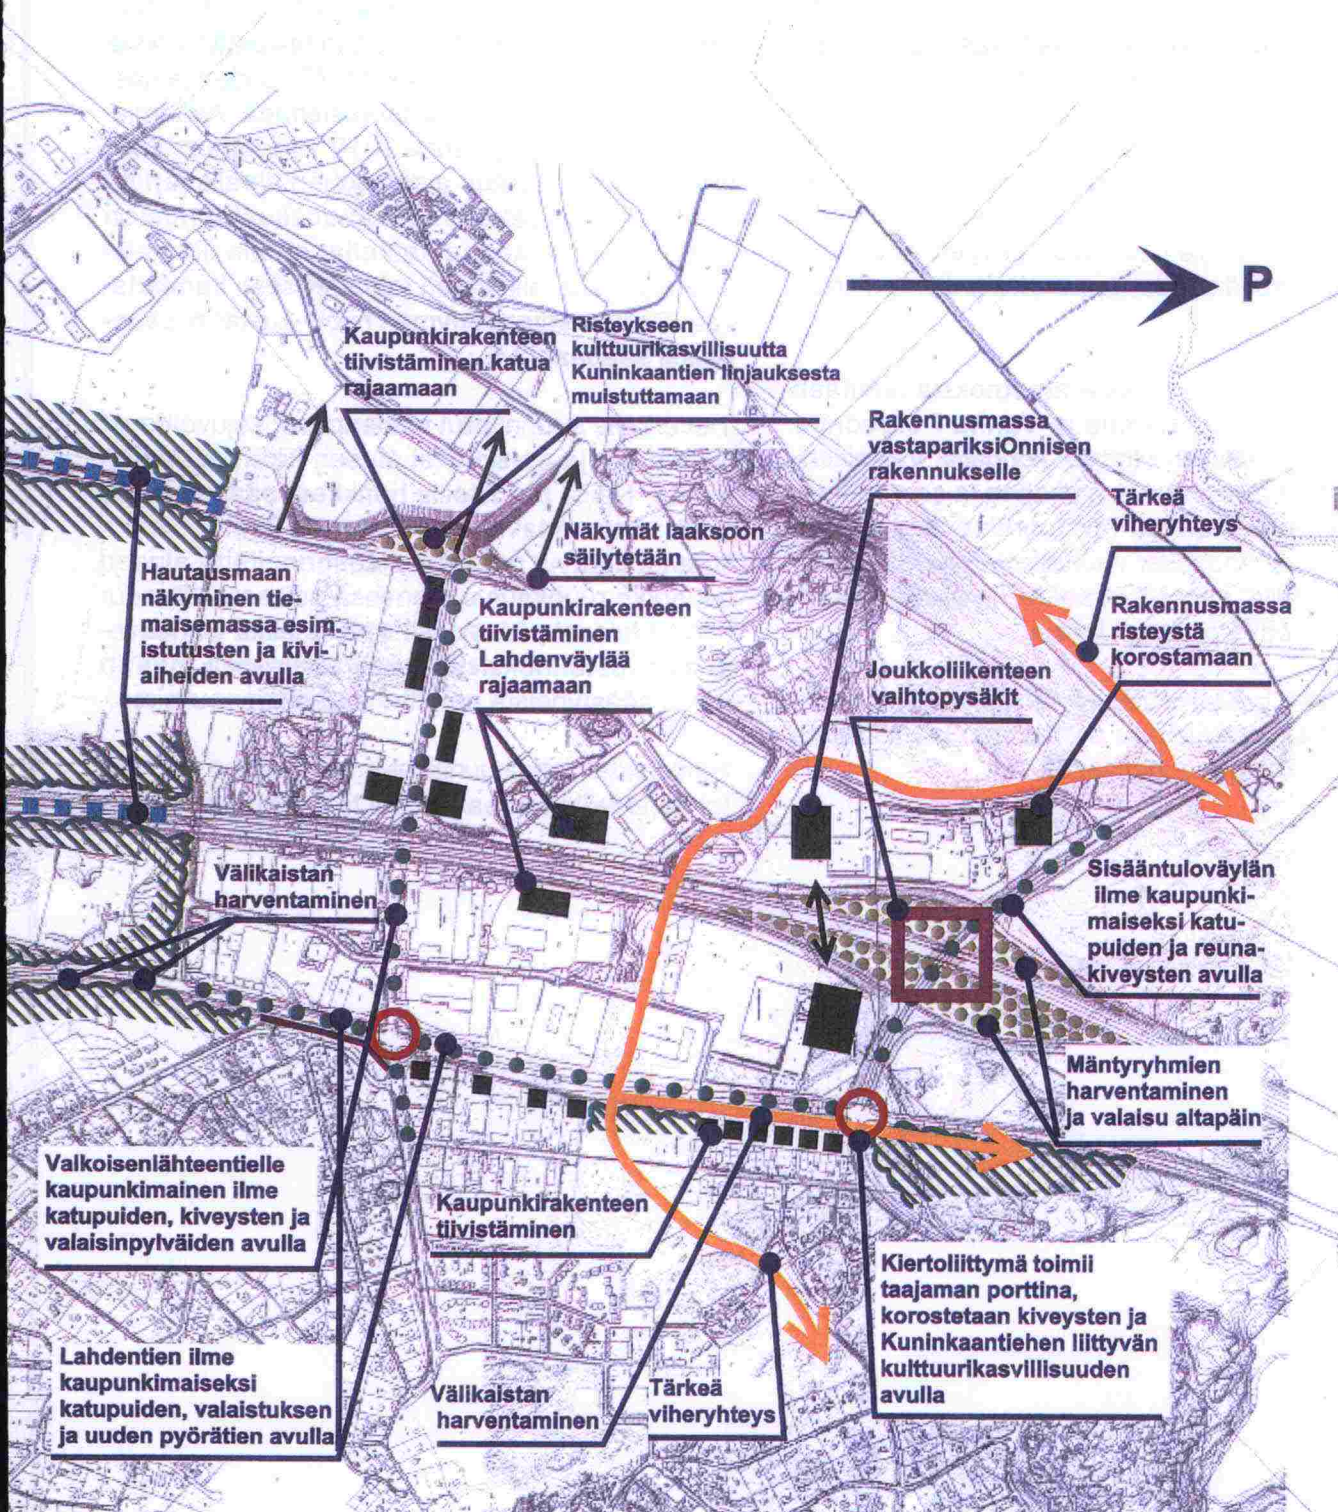 P
Kaupunkirakenteen
tiivistäminen katua
rajaamaan
Risteykseen
kulttuurikasvillisuutta
Kuninkaantien linjauksesta
muistuttamaan
Rakennusmassa
vastapariksiOnnisen
rakennukselle
Tärkeä
viheryhteys
Näkymät laaksoon
säilytetään
Hautausmaan
näkyminen tie-
maisemassa esim.
istutusten ja kivi-
aiheiden avulla
Kaupunkirakenteen
tiivistäminen
Lahdenväylää
rajaamaan
Rakennusmassa
risteystä
korostamaan
Joukkoliikenteen
vaihtopysäkit
Välikaistan
harventaminen
Sisääntuloväylän
ilme kaupunki-
maiseksi katu-
puiden ja reuna-
kiveysten avulla
Mäntyryhmien
harventaminen
ja valaisu altapäin
Valkoisenlähteentielle
kaupunkimainen ilme
katupuiden, kiveysten ja
valaisinpylväiden avulla
Kaupunkirakenteen
tiivistäminen
Kiertoliittymä toimii
taajaman porttina,
korostetaan kiveysten ja
Kuninkaantiehen liittyvän
kulttuurikasvillisuuden
avulla
Lahdentien ilme
kaupunkimaiseksi
katupuiden, valaistuksen
ja uuden pyörätien avulla
Välikaistan
harventaminen
Tärkeä
viheryhteys